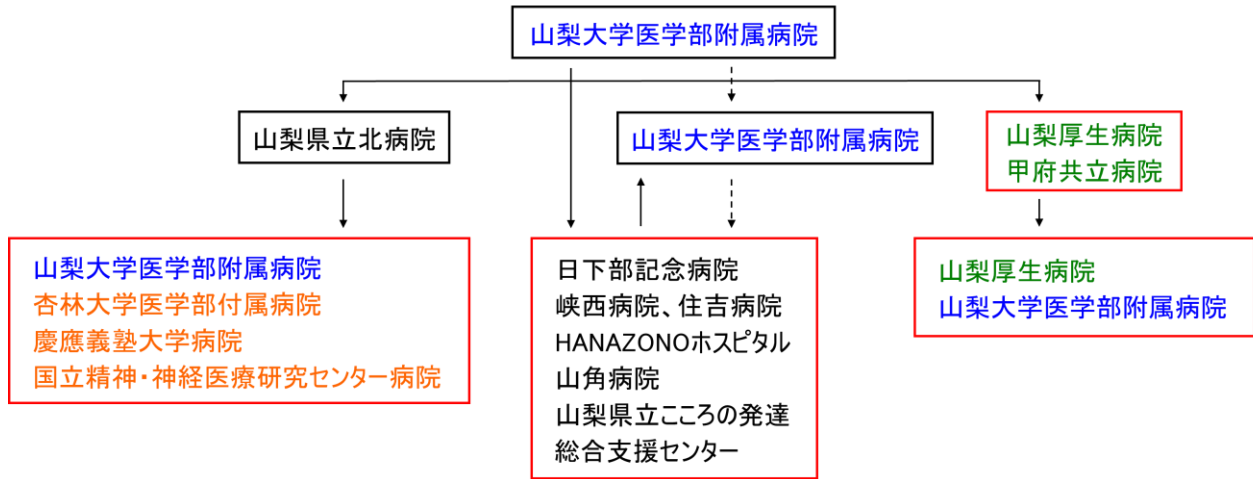 山梨大学医学部附属病院
山梨県立北病院
山梨大学医学部附属病院
山梨厚生病院
甲府共立病院
山梨大学医学部附属病院
杏林大学医学部付属病院
慶應義塾大学病院
国立精神・神経医療研究センター病院
日下部記念病院
峡西病院、住吉病院
HANAZONOホスピタル
山角病院
山梨県立こころの発達
総合支援センター
山梨厚生病院
山梨大学医学部附属病院